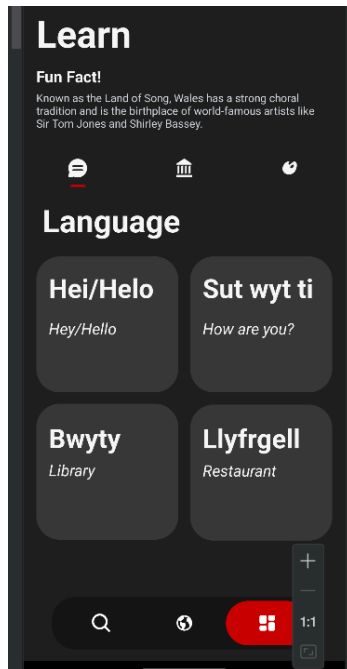 Learn
Fun Fact!
Known as the Land of Song, Wales has a strong choral
tradition and is the birthplace of world-famous artists like
Sir Tom Jones and Shirley Bassey.
Language
Hei/Helo
Hey/Hello
Sut wyt ti
How are you?
Bwyty
Library
Llyfrgell
Restaurant
1:1